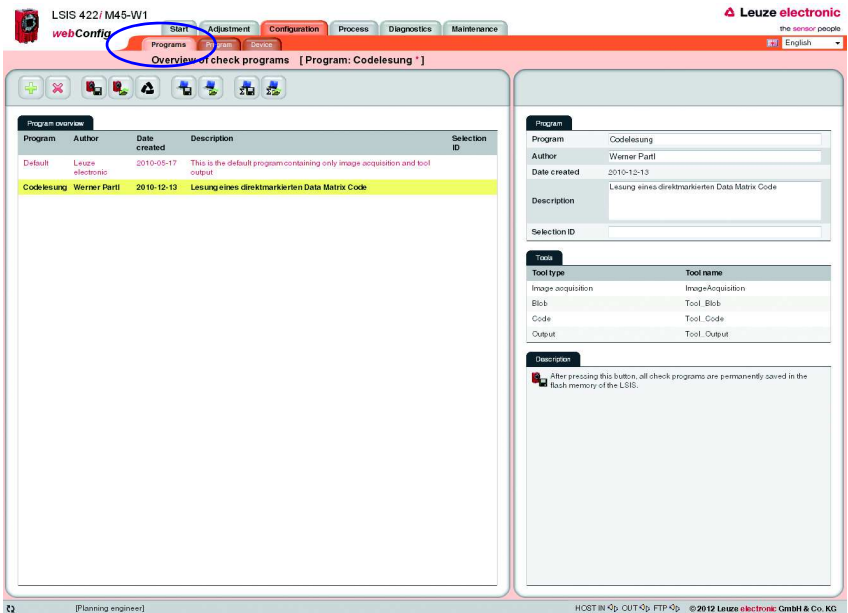 LSIS 422i/ M45-W1
webConfig
Start Adjustment Configuration Process Diagnostics Maintenance
Leuze electronic
the sensor people
Programs Program Device
English
Overview of check programs [Program: Codelesung *]
Program overview
Program Author Date created Description Selection ID
Default Leuze electronic 2010-05-17 This is the default program containing only image acquisition and tool output
Codelesung Werner Partl 2010-12-13 Lesung eines direktmarkierten Data Matrix Code
Program
Program Codelesung
Author Werner Partl
Date created 2010-12-13
Description Lesung eines direktmarkierten Data Matrix Code
Selection ID
Tools
Tool type Tool name
Image acquisition ImageAcquisition
Blob Tool_Blob
Code Tool_Code
Output Tool_Output
Description
After pressing this button, all check programs are permanently saved in the
flash memory of the LSIS.
[Planning engineer]
HOST IN OUT FTP ©2012 Leuze electronic GmbH & Co. KG